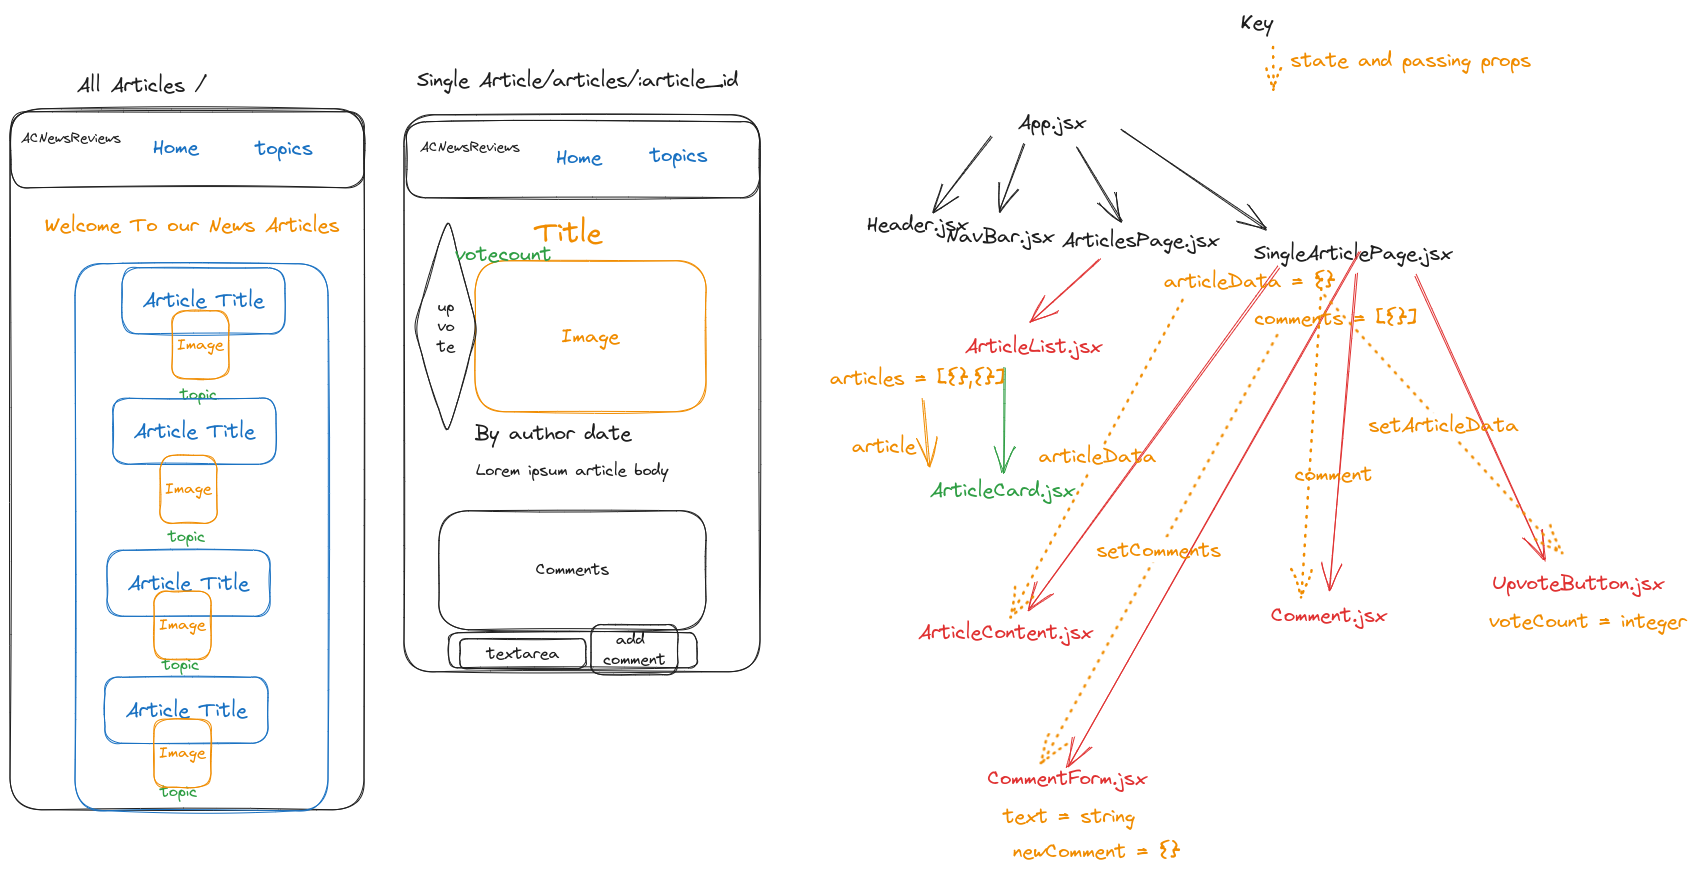 All Articles /
ACNewsReviews
Home
topics
Welcome To our News Articles
Article Title
Image
topic
Article Title
Image
topic
Article Title
Image
topic
Article Title
Image
topic
Single Article/articles/:article_id
ACNewsReviews
Home
topics
Title
votecount
up
vo
te
Image
By author date
Lorem ipsum article body
Comments
textarea
add
comment
Key
state and passing props
App.jsx
Header.jsx
NavBar.jsx
ArticlesPage.jsx
SingleArticlePage.jsx
articleData = {}
comments = [{}]
ArticleList.jsx
articles = [{},{}]
article
ArticleCard.jsx
articleData
setArticleData
comment
setComments
ArticleContent.jsx
Comment.jsx
UpvoteButton.jsx
voteCount = integer
CommentForm.jsx
text = string
newComment = {}